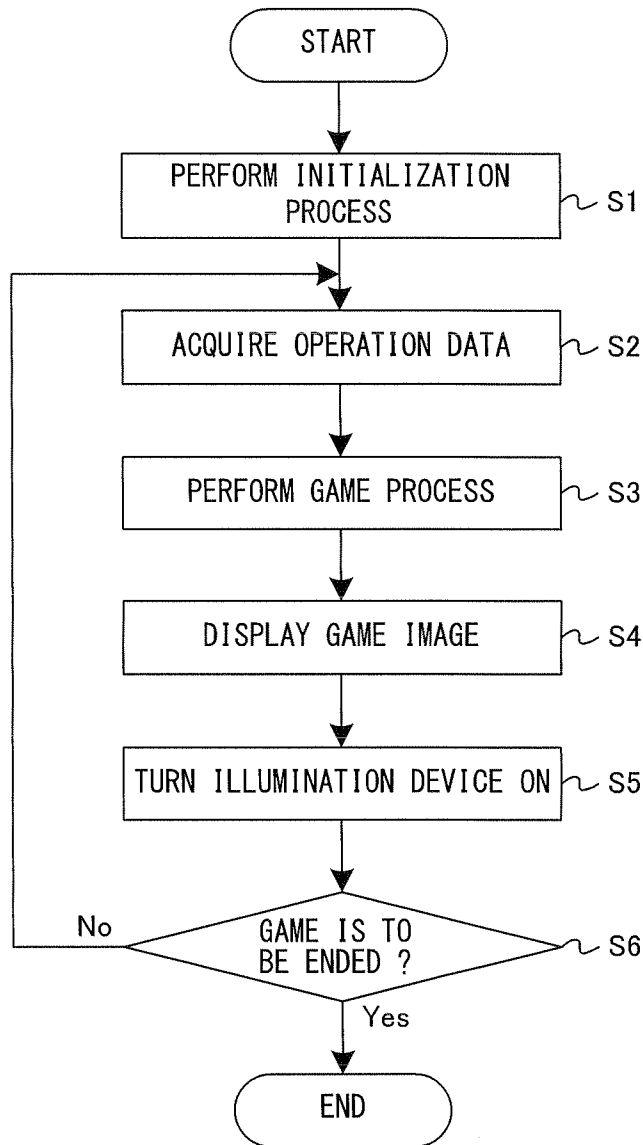 START
PERFORM INITIALIZATION
PROCESS
S1
ACQUIRE OPERATION DATA
S2
PERFORM GAME PROCESS
S3
DISPLAY GAME IMAGE
S4
TURN ILLUMINATION DEVICE ON
S5
No
GAME IS TO
BE ENDED ?
S6
Yes
END